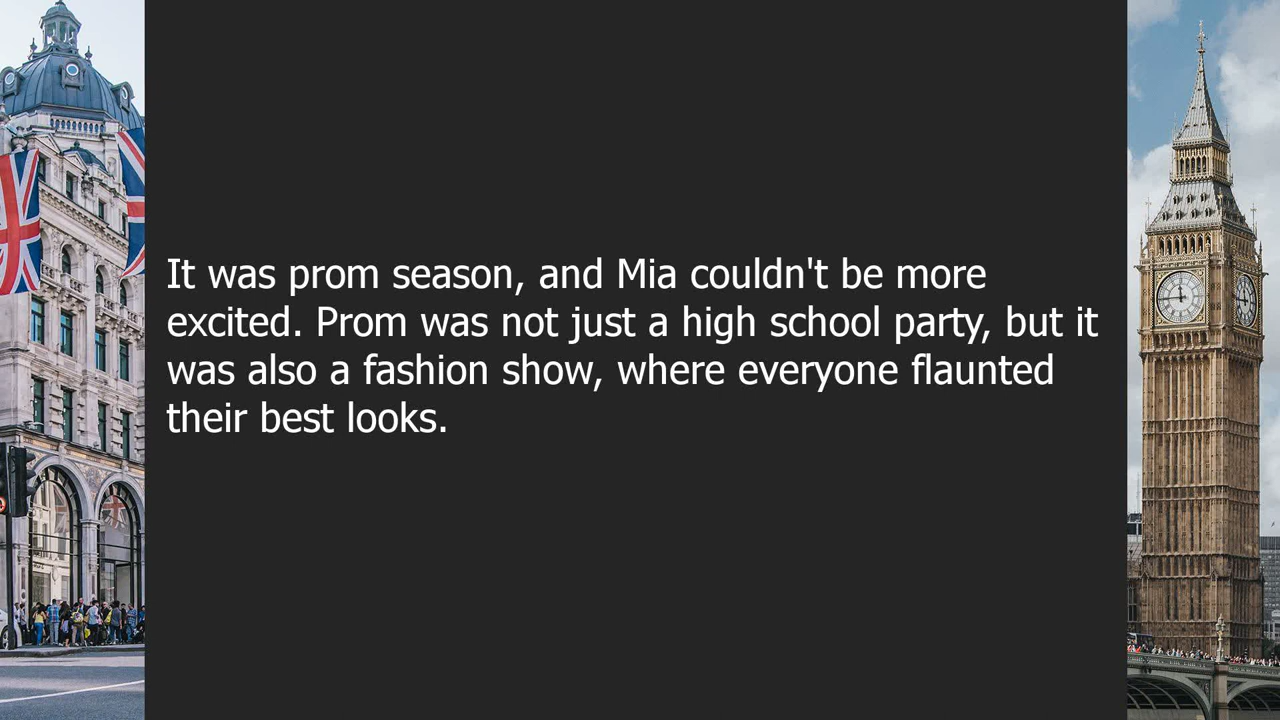 It was prom season, and Mia couldn't be more
excited. Prom was not just a high school party, but it
was also a fashion show, where everyone flaunted
their best looks.